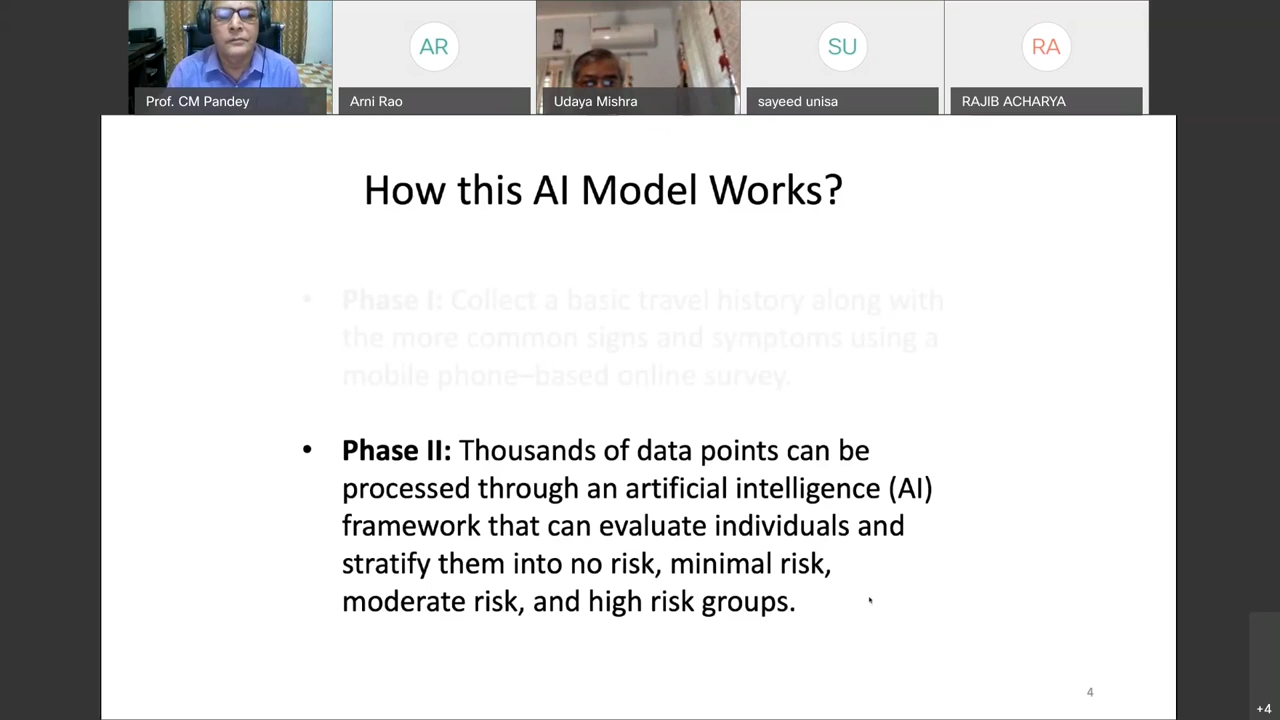 AR
SU
RA
Prof. CM Pandey
Arni Rao
Udaya Mishra
sayeed unisa
RAJIB ACHARYA
How this AI Model Works?
• Phase I: Collect a basic travel history along with
the more common signs and symptoms using a
mobile phone–based online survey.
• Phase II: Thousands of data points can be
processed through an artificial intelligence (AI)
framework that can evaluate individuals and
stratify them into no risk, minimal risk,
moderate risk, and high risk groups.
4
+4